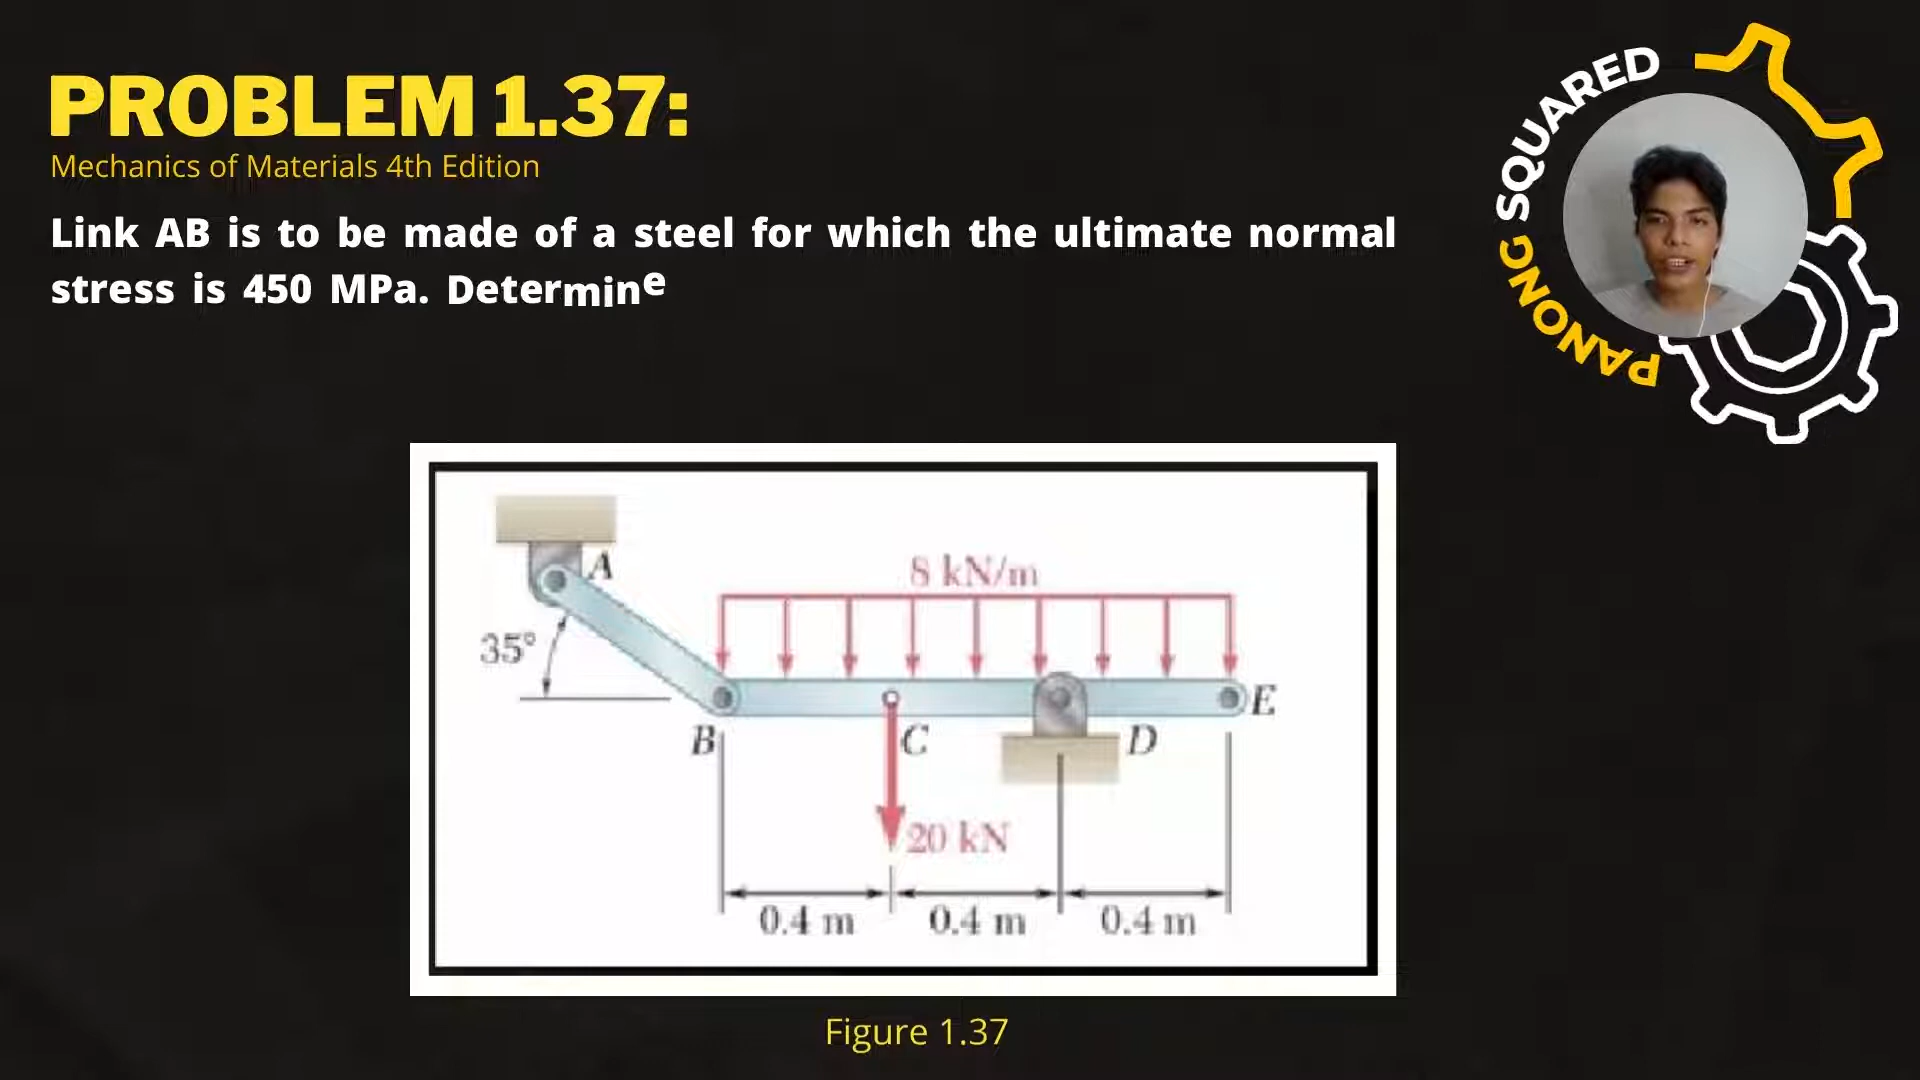 PROBLEM 1.37:
Mechanics of Materials 4th Edition
Link AB is to be made of a steel for which the ultimate normal
stress is 450 MPa. Determine
PANONG SQUARED
A
35°
8 kN/m
B
C
D
E
20 kN
0.4 m
0.4 m
0.4 m
Figure 1.37